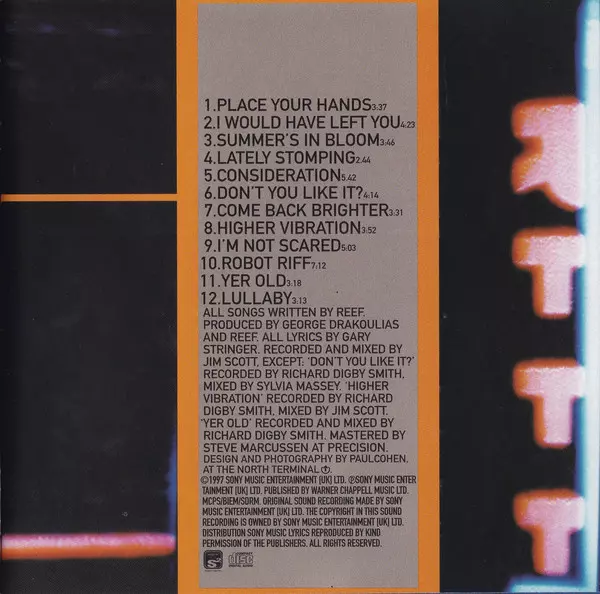 1.PLACE YOUR HANDS3:37
2.I WOULD HAVE LEFT YOU4:23
3.SUMMER'S IN BLOOM3:46
4.LATELY STOMPING2:44
5.CONSIDERATION5:42
6.DON'T YOU LIKE IT?4:14
7.COME BACK BRIGHTER3:31
8.HIGHER VIBRATION3:52
9.I'M NOT SCARED5:03
10.ROBOT RIFF7:12
11.YER OLD3:18
12.LULLABY3:13
ALL SONGS WRITTEN BY REEF.
PRODUCED BY GEORGE DRAKOULIAS
AND REEF. ALL LYRICS BY GARY
STRINGER. RECORDED AND MIXED BY
JIM SCOTT, EXCEPT: 'DON'T YOU LIKE IT?'
RECORDED BY RICHARD DIGBY SMITH,
MIXED BY SYLVIA MASSEY. 'HIGHER
VIBRATION' RECORDED BY RICHARD
DIGBY SMITH, MIXED BY JIM SCOTT.
'YER OLD' RECORDED AND MIXED BY
RICHARD DIGBY SMITH. MASTERED BY
STEVE MARCUSSEN AT PRECISION.
DESIGN AND PHOTOGRAPHY BY PAULCOHEN,
AT THE NORTH TERMINAL
©1997 SONY MUSIC ENTERTAINMENT (UK) LTD. ℗SONY MUSIC ENTER
TAINMENT (UK) LTD. PUBLISHED BY WARNER CHAPPELL MUSIC LTD.
MCPS/BIEM/SDRM. ORIGINAL SOUND RECORDING MADE BY SONY
MUSIC ENTERTAINMENT (UK) LTD. THE COPYRIGHT IN THIS SOUND
RECORDING IS OWNED BY SONY MUSIC ENTERTAINMENT (UK) LTD.
DISTRIBUTION SONY MUSIC LYRICS REPRODUCED BY KIND
PERMISSION OF THE PUBLISHERS. ALL RIGHTS RESERVED.
S2
COMPACT
disc
DIGITAL AUDIO